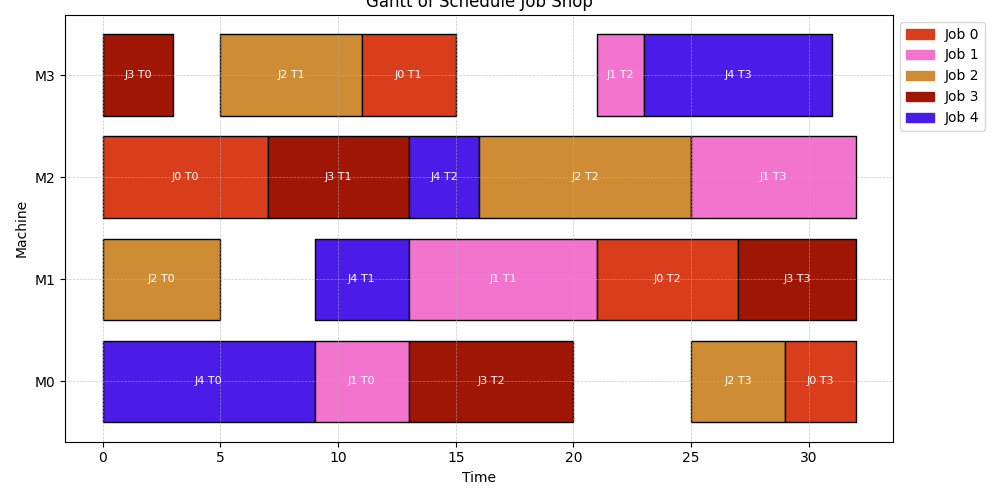 Gantt of Schedule Job Shop
M3
J3 T0
J2 T1
J0 T1
J1 T2
J4 T3
M2
J0 T0
J3 T1
J4 T2
J2 T2
J1 T3
M1
J2 T0
J4 T1
J1 T1
J0 T2
J3 T3
M0
J4 T0
J1 T0
J3 T2
J2 T3
J0 T3
Machine
0 5 10 15 20 25 30
Time
Job 0
Job 1
Job 2
Job 3
Job 4